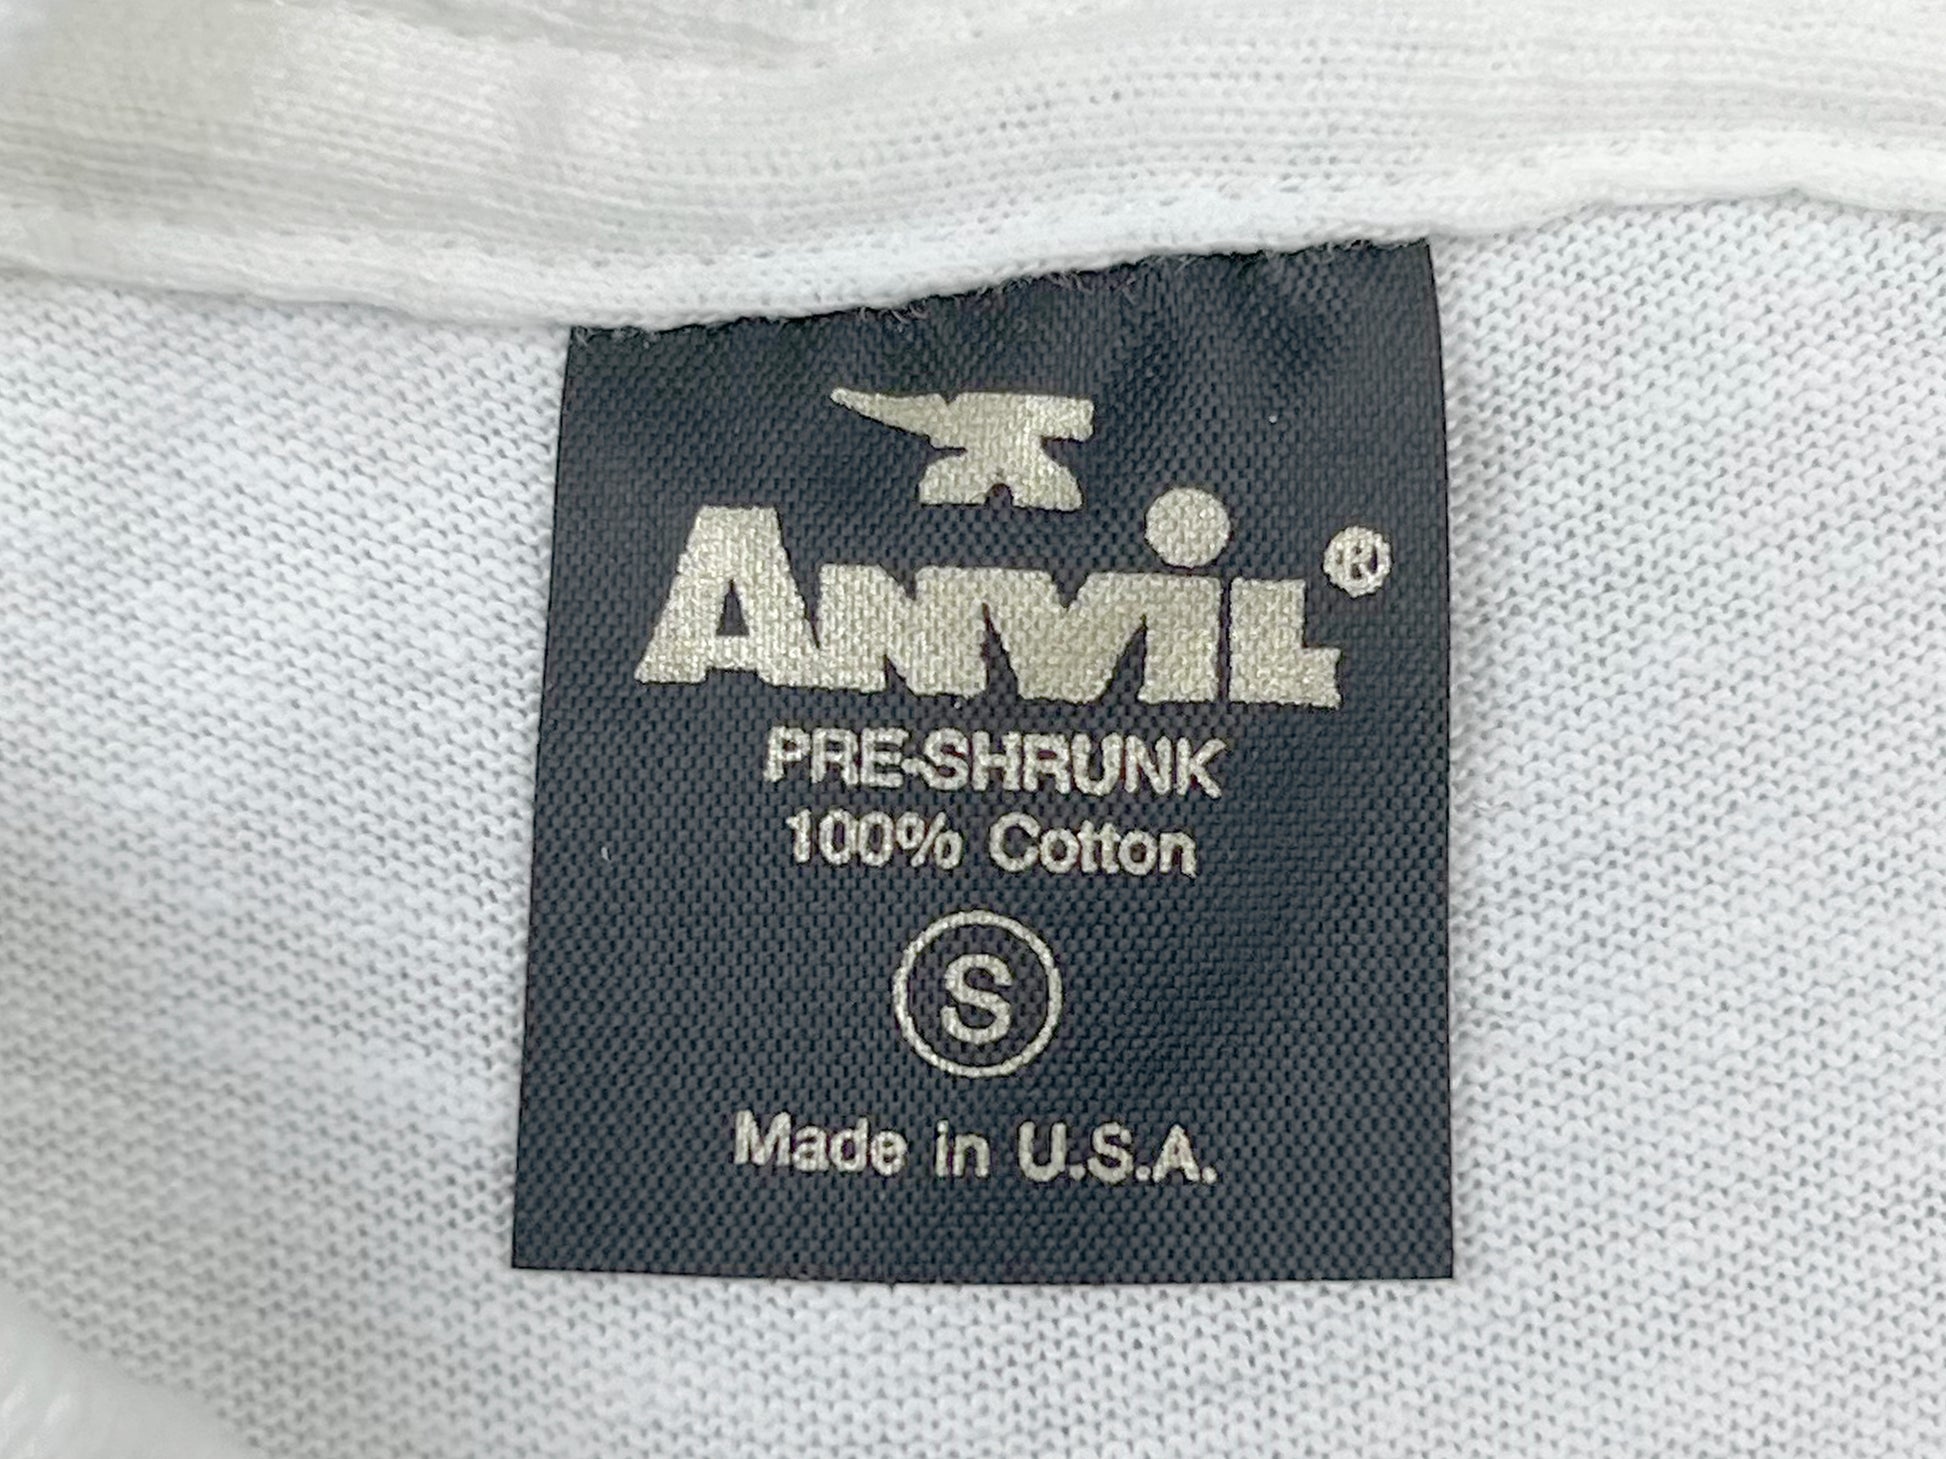 ANViL®
PRE-SHRUNK
100% Cotton
S
Made in U.S.A.